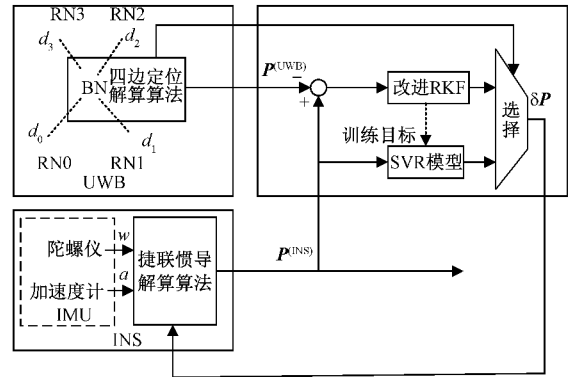 RN3 RN2
d3 d2
BN
四边定位
解算算法
d0 d1
RN0 RN1
UWB
P(UWB)
−
+
改进RKF
训练目标
SVR模型
选择
δP
陀螺仪
w
加速度计
a
IMU
捷联惯导
解算算法
INS
P(INS)